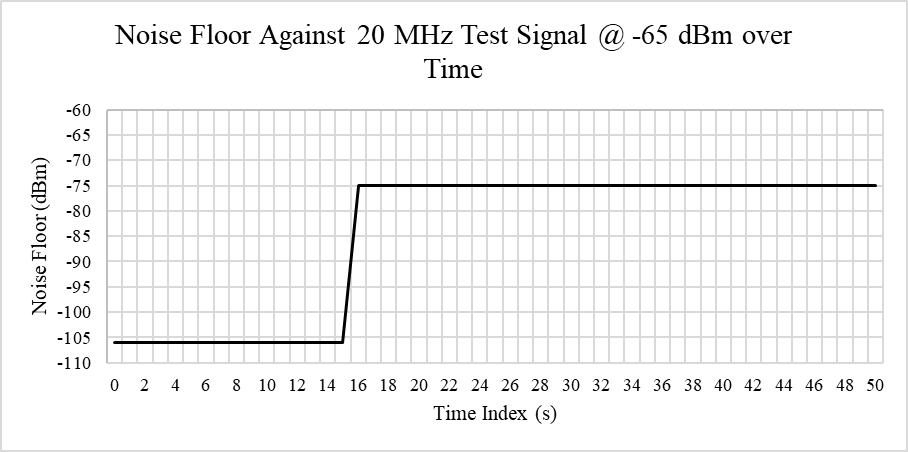 Noise Floor Against 20 MHz Test Signal @ -65 dBm over
Time
-60
-65
-70
-75
-80
-85
-90
-95
-100
-105
-110
Noise Floor (dBm)
0 2 4 6 8 10 12 14 16 18 20 22 24 26 28 30 32 34 36 38 40 42 44 46 48 50
Time Index (s)